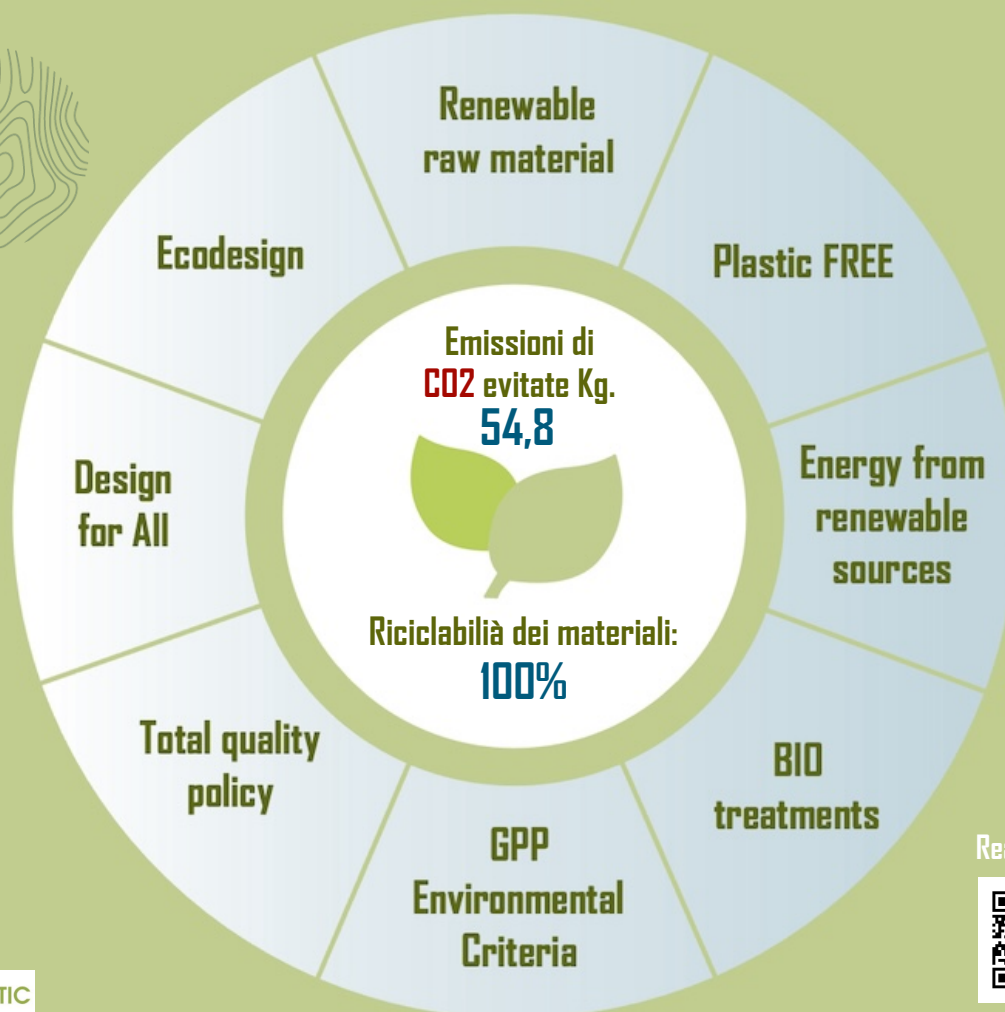 Renewable
raw material
Ecodesign
Plastic FREE
Emissioni di
CO2 evitate Kg.
54,8
Design
for All
Energy from
renewable
sources
Riciclabilià dei materiali:
100%
Total quality
policy
BIO
treatments
GPP
Environmental
Criteria